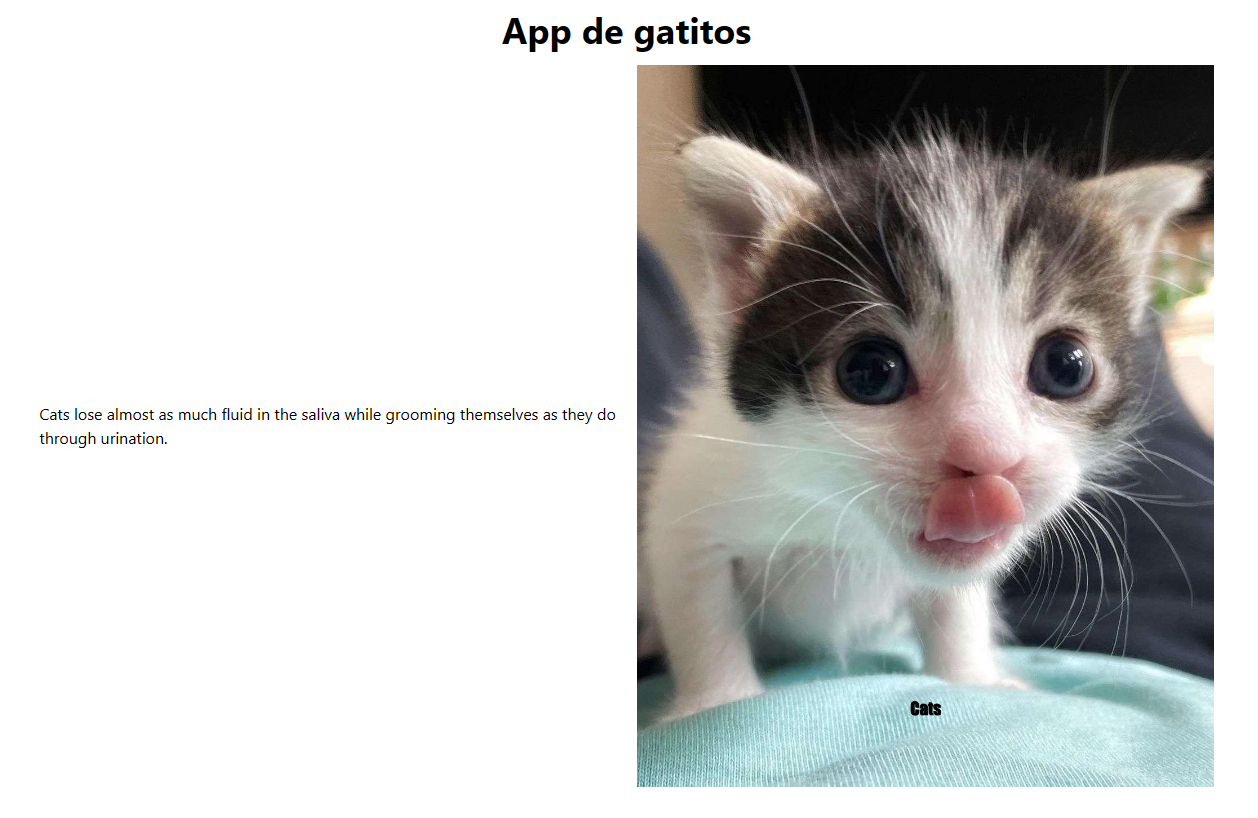 App de gatitos
Cats lose almost as much fluid in the saliva while grooming themselves as they do
through urination.
Cats